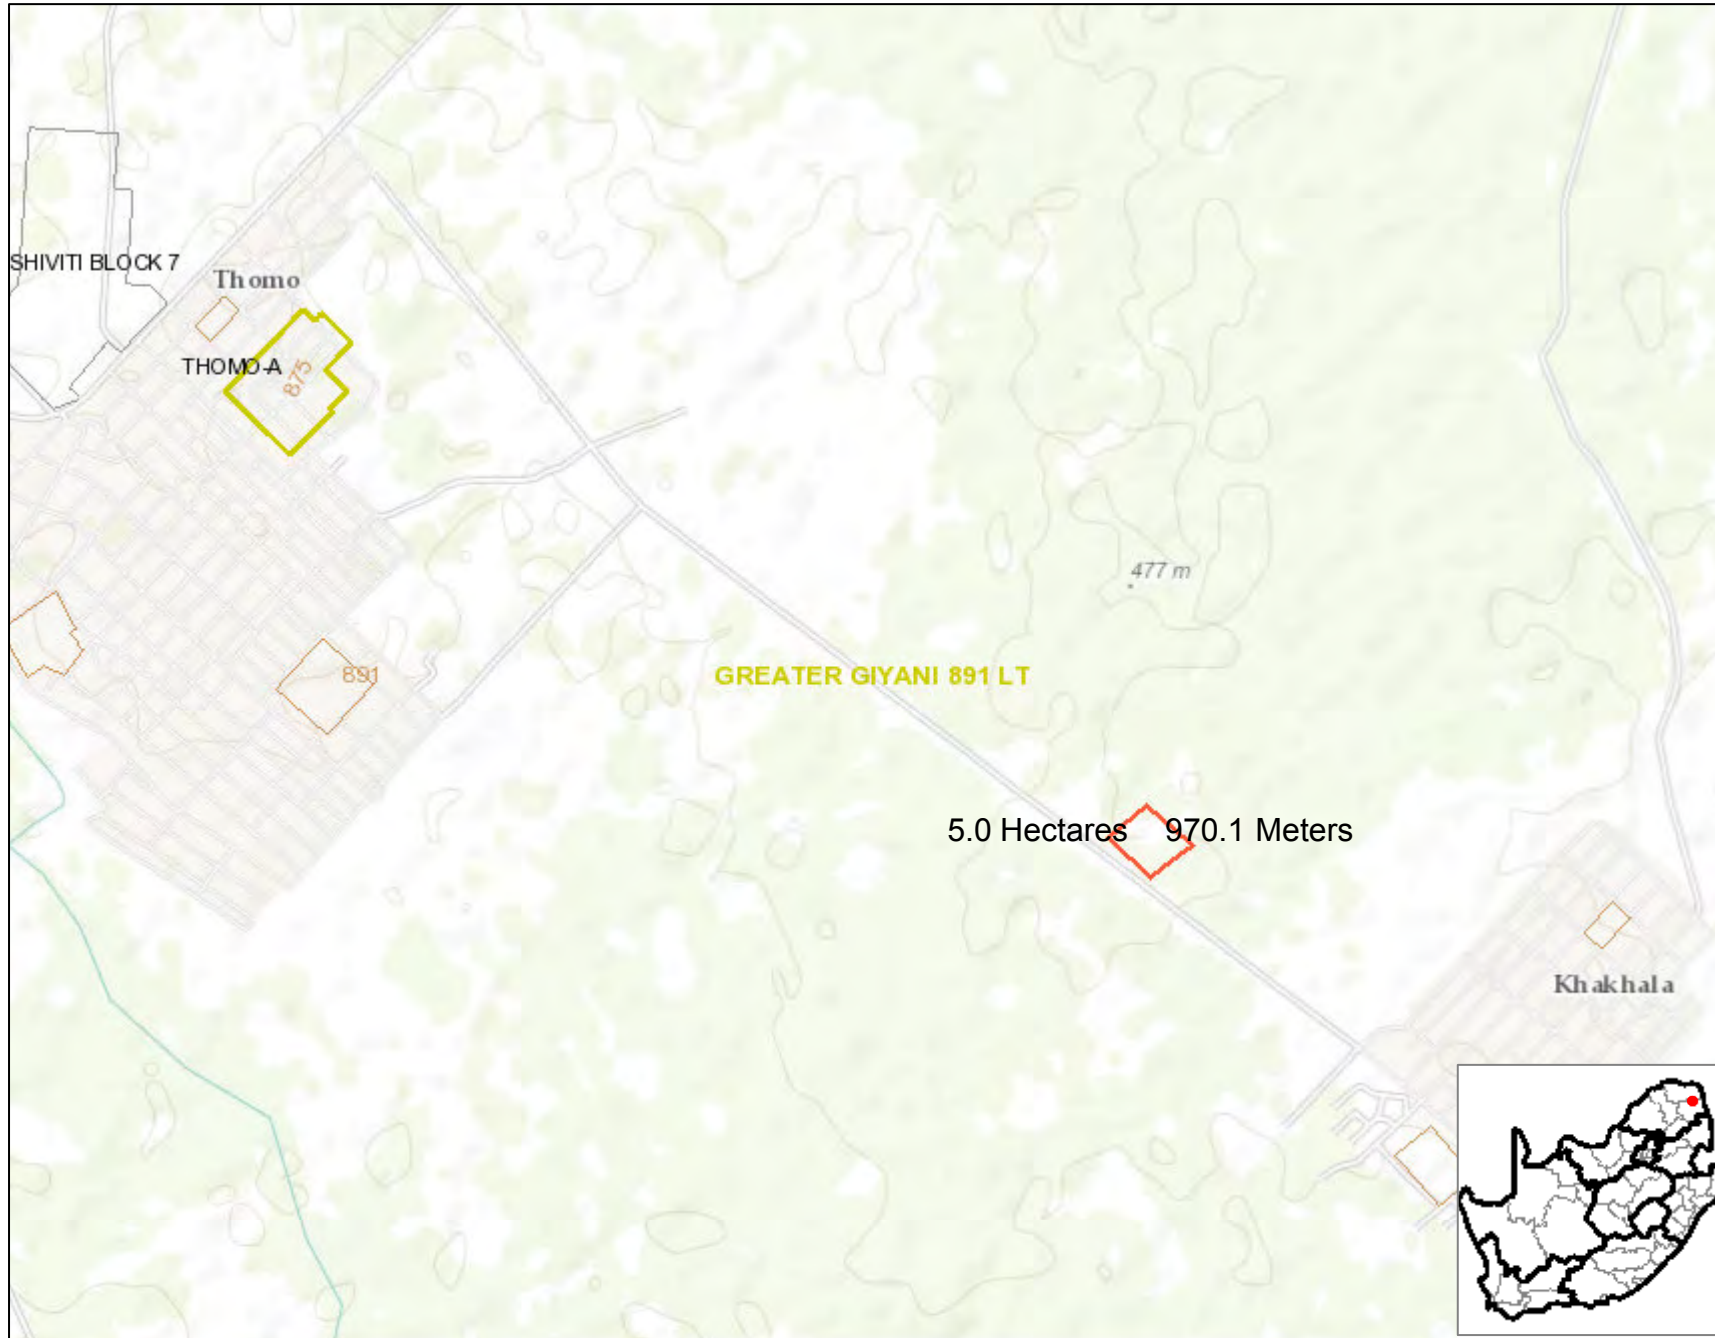 SHIVITI BLOCK 7
Thomo
THOMO-A
875
477 m
891
GREATER GIYANI 891 LT
5.0 Hectares 970.1 Meters
Khakhala